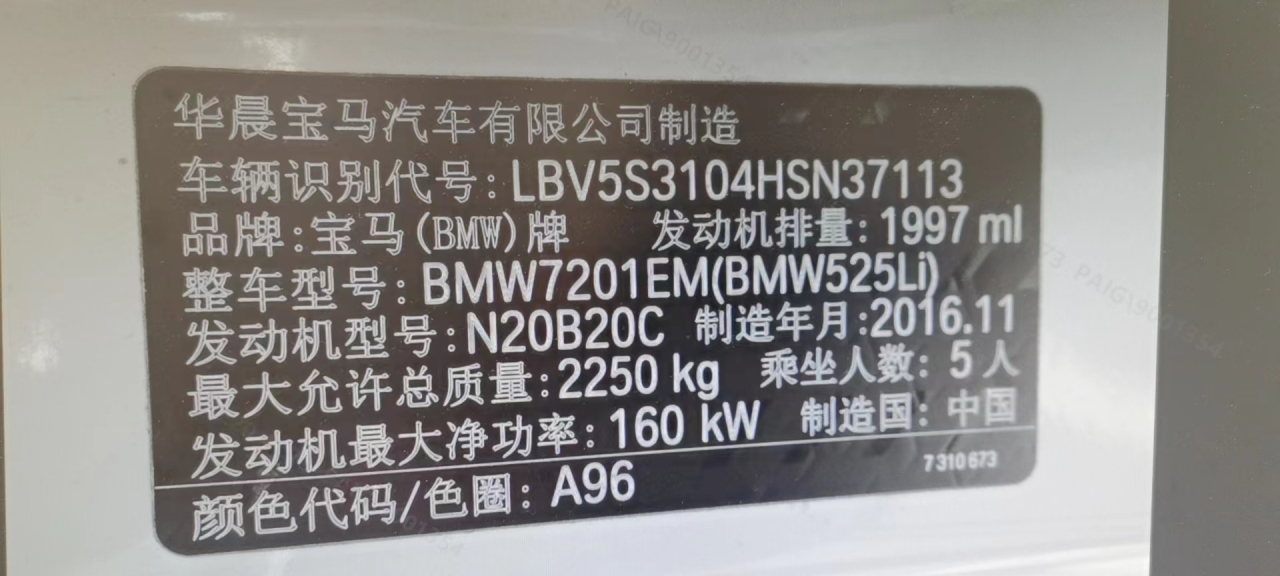 华晨宝马汽车有限公司制造
车辆识别代号:LBV5S3104HSN37113
品牌:宝马(BMW)牌 发动机排量:1997 ml
整车型号:BMW7201EM(BMW525Li)
发动机型号:N20B20C 制造年月:2016.11
最大允许总质量:2250 kg 乘坐人数: 5 人
发动机最大净功率:160 kW 制造国: 中国
7 310 673
颜色代码/色圈: A96